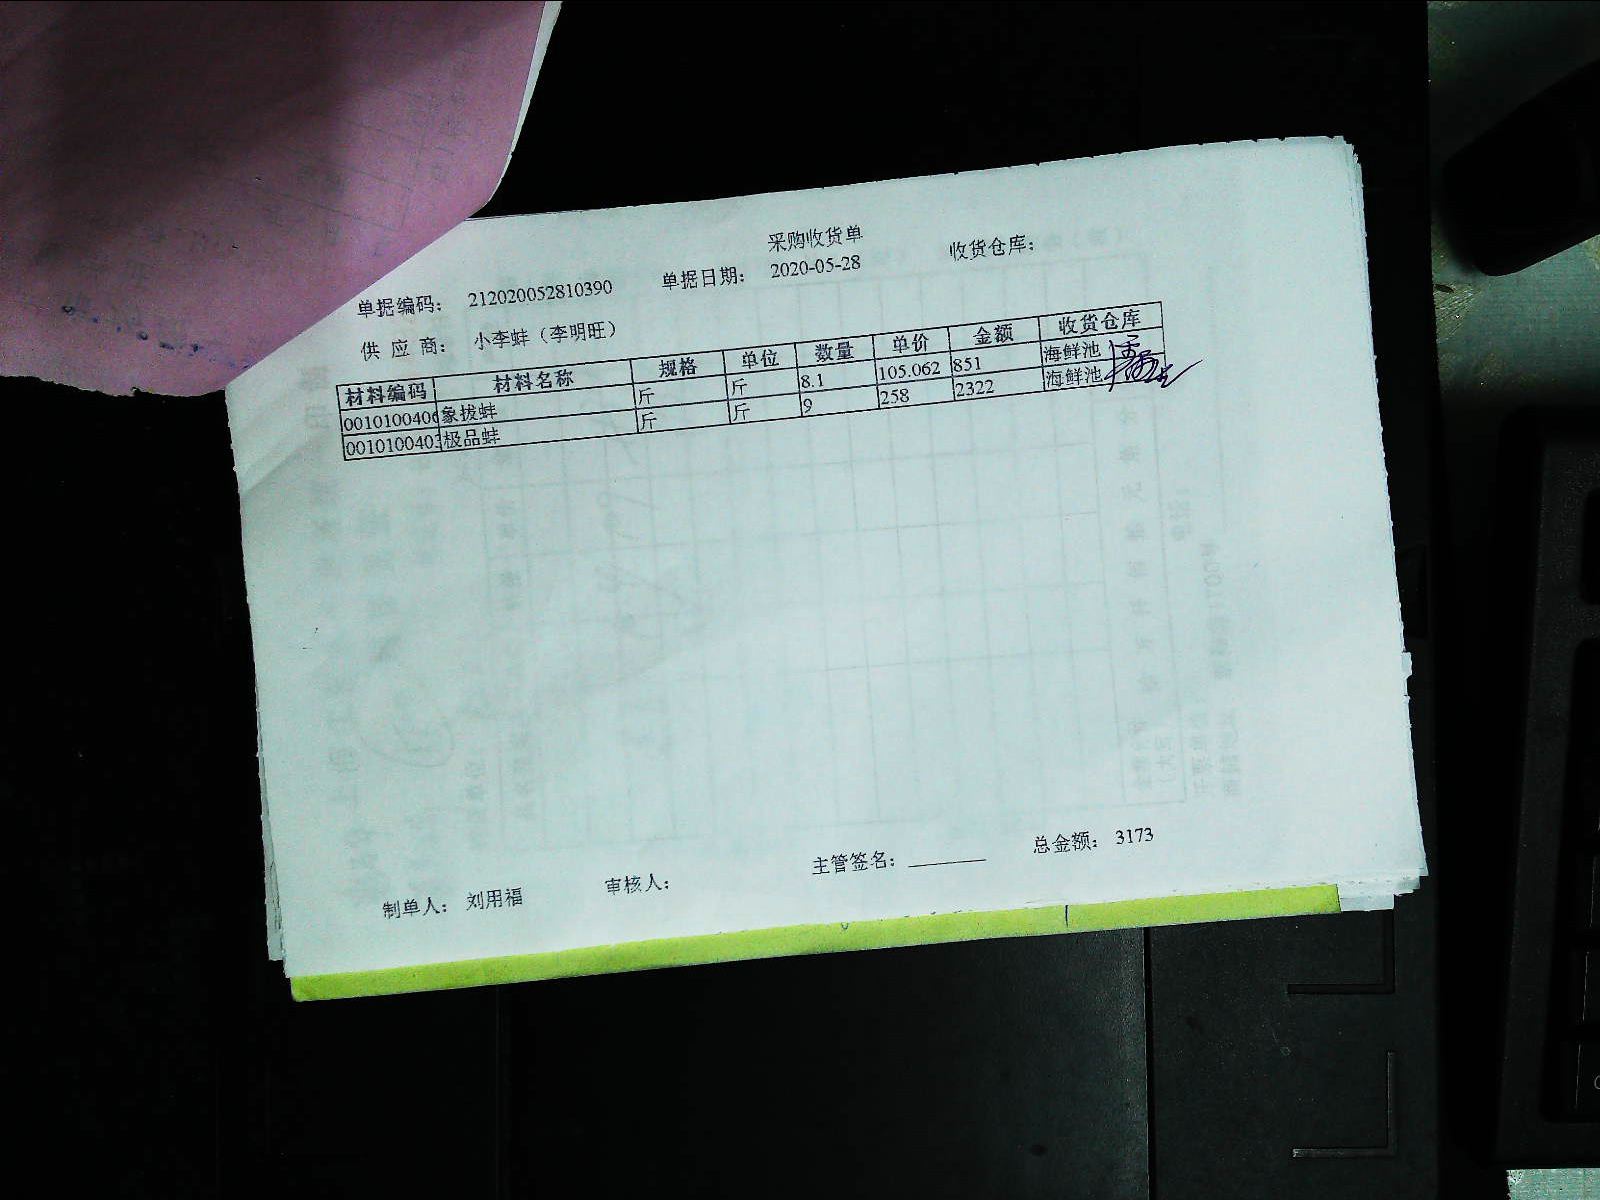 采购收货单
单据编码： 212020052810390 单据日期： 2020-05-28 收货仓库：
供 应 商： 小李蚌（李明旺）
材料编码 材料名称 规格 单位 数量 单价 金额 收货仓库
0010100406 象拔蚌 斤 斤 8.1 105.062 851 海鲜池
0010100403 极品蚌 斤 斤 9 258 2322 海鲜池
制单人： 刘用福 审核人： 主管签名： 总金额： 3173